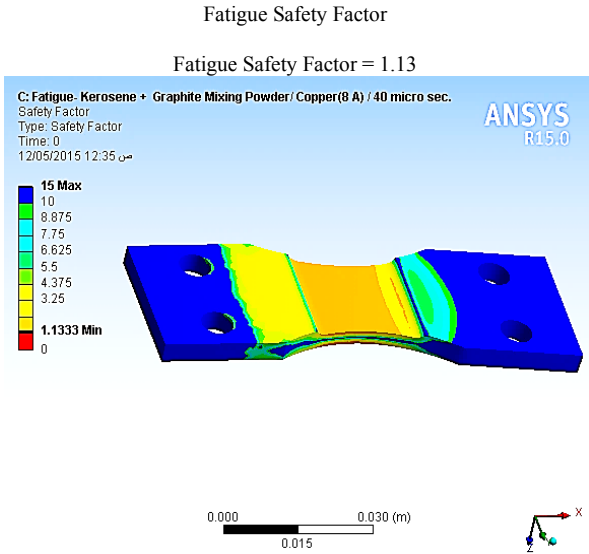 Fatigue Safety Factor
Fatigue Safety Factor = 1.13
C: Fatigue- Kerosene + Graphite Mixing Powder/ Copper(8 A) / 40 micro sec.
Safety Factor
Type: Safety Factor
Time: 0
12/05/2015 12:35 ص
ANSYS
R15.0
15 Max
10
8.875
7.75
6.625
5.5
4.375
3.25
1.1333 Min
0
0.000
0.030 (m)
0.015
X
Z